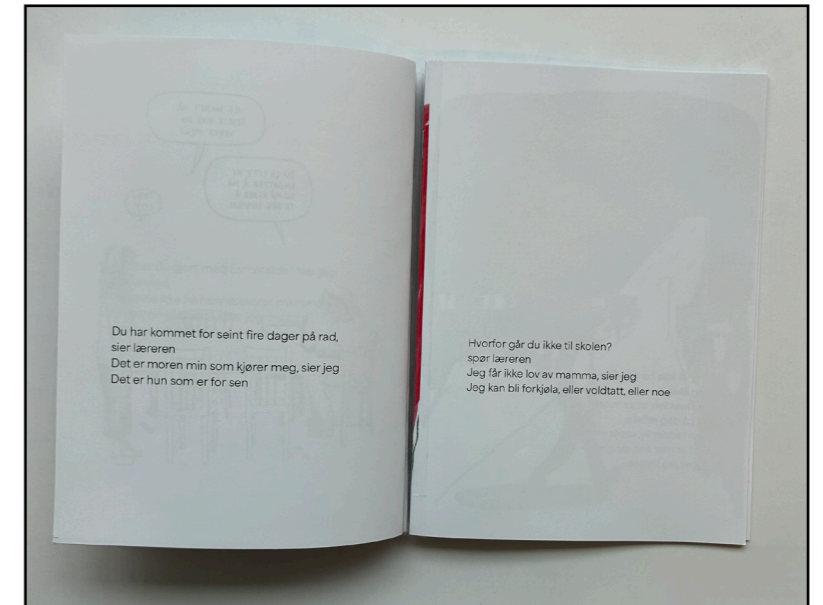 Du har kommet for seint fire dager på rad,
sier læreren
Det er moren min som kjører meg, sier jeg
Det er hun som er for sen
Hvorfor går du ikke til skolen?
spør læreren
Jeg får ikke lov av mamma, sier jeg
Jeg kan bli forkjøla, eller voldtatt, eller noe